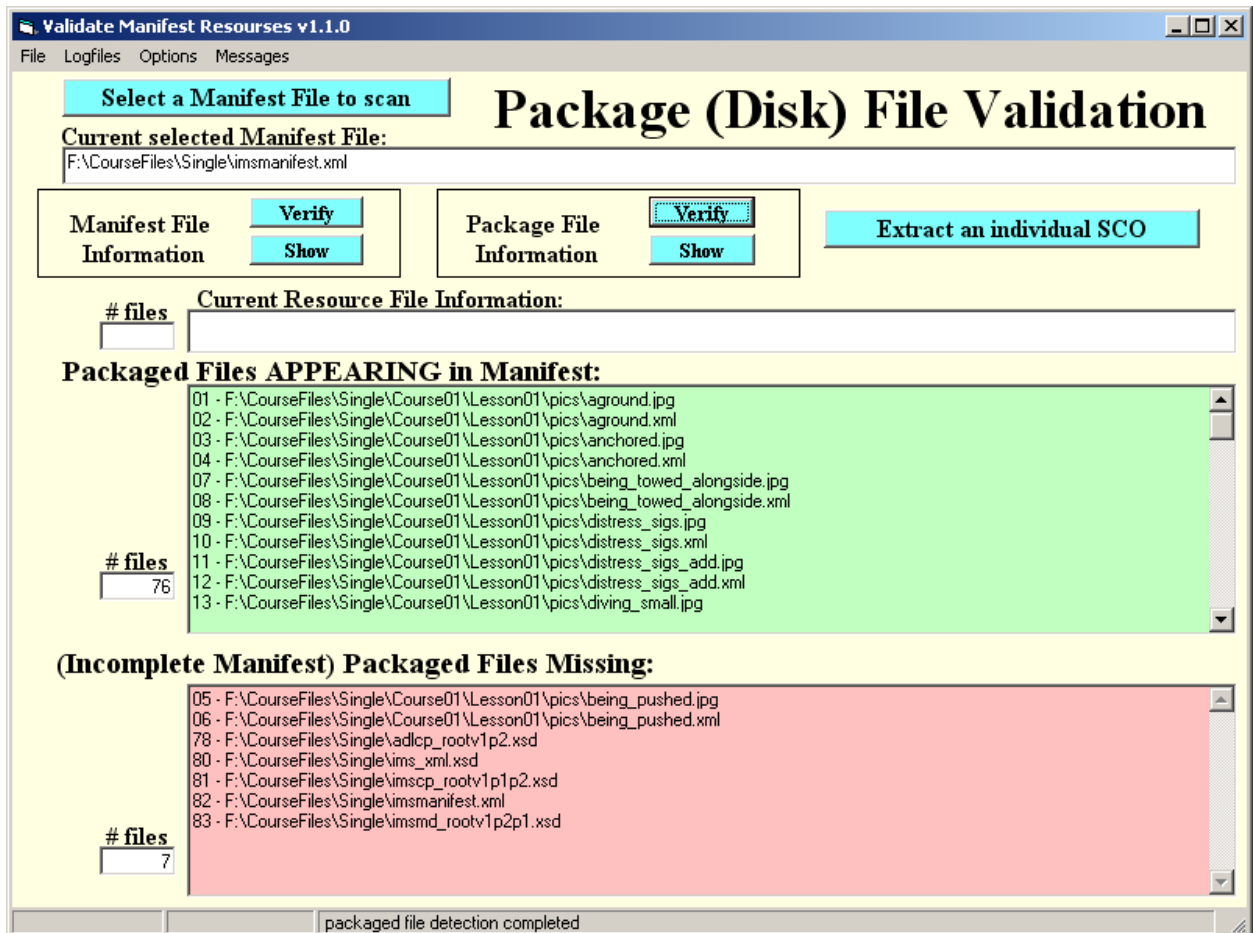 Validate Manifest Resourses v1.1.0
File Logfiles Options Messages
Select a Manifest File to scan
Package (Disk) File Validation
Current selected Manifest File:
F:\CourseFiles\Single\imsmanifest.xml
Manifest File Information
Verify
Show
Package File Information
Verify
Show
Extract an individual SCO
# files
Current Resource File Information:
Packaged Files APPEARING in Manifest:
01 - F:\CourseFiles\Single\Course01\Lesson01\pics\aground.jpg
02 - F:\CourseFiles\Single\Course01\Lesson01\pics\aground.xml
03 - F:\CourseFiles\Single\Course01\Lesson01\pics\anchored.jpg
04 - F:\CourseFiles\Single\Course01\Lesson01\pics\anchored.xml
07 - F:\CourseFiles\Single\Course01\Lesson01\pics\being_towed_alongside.jpg
08 - F:\CourseFiles\Single\Course01\Lesson01\pics\being_towed_alongside.xml
09 - F:\CourseFiles\Single\Course01\Lesson01\pics\distress_sigs.jpg
10 - F:\CourseFiles\Single\Course01\Lesson01\pics\distress_sigs.xml
11 - F:\CourseFiles\Single\Course01\Lesson01\pics\distress_sigs_add.jpg
12 - F:\CourseFiles\Single\Course01\Lesson01\pics\distress_sigs_add.xml
13 - F:\CourseFiles\Single\Course01\Lesson01\pics\diving_small.jpg
# files
76
(Incomplete Manifest) Packaged Files Missing:
05 - F:\CourseFiles\Single\Course01\Lesson01\pics\being_pushed.jpg
06 - F:\CourseFiles\Single\Course01\Lesson01\pics\being_pushed.xml
78 - F:\CourseFiles\Single\adlcp_rootv1p2.xsd
80 - F:\CourseFiles\Single\ims_xml.xsd
81 - F:\CourseFiles\Single\imscp_rootv1p1p2.xsd
82 - F:\CourseFiles\Single\imsmanifest.xml
83 - F:\CourseFiles\Single\imsmd_rootv1p2p1.xsd
# files
7
packaged file detection completed